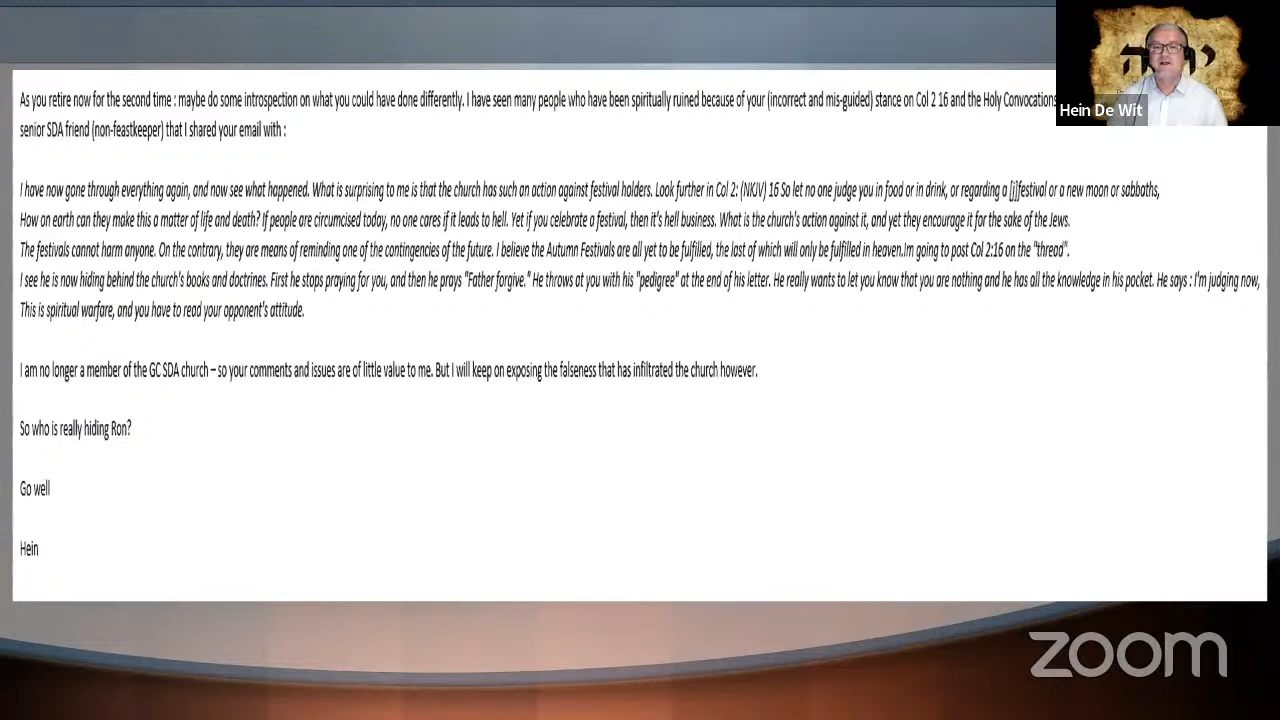 As you retire now for the second time : maybe do some introspection on what you could have done differently. I have seen many people who have been spiritually ruined because of your (incorrect and mis-guided) stance on Col 2 16 and the Holy Convocations
senior SDA friend (non-feastkeeper) that I shared your email with :
I have now gone through everything again, and now see what happened. What is surprising to me is that the church has such an action against festival holders. Look further in Col 2: (NKJV) 16 So let no one judge you in food or in drink, or regarding a [j]festival or a new moon or sabbaths,
How on earth can they make this a matter of life and death? If people are circumcised today, no one cares if it leads to hell. Yet if you celebrate a festival, then it's hell business. What is the church's action against it, and yet they encourage it for the sake of the Jews.
The festivals cannot harm anyone. On the contrary, they are means of reminding one of the contingencies of the future. I believe the Autumn Festivals are all yet to be fulfilled, the last of which will only be fulfilled in heaven.Im going to post Col 2:16 on the "thread".
I see he is now hiding behind the church's books and doctrines. First he stops praying for you, and then he prays "Father forgive." He throws at you with his "pedigree" at the end of his letter. He really wants to let you know that you are nothing and he has all the knowledge in his pocket. He says : I'm judging now,
This is spiritual warfare, and you have to read your opponent's attitude.
I am no longer a member of the GC SDA church – so your comments and issues are of little value to me. But I will keep on exposing the falseness that has infiltrated the church however.
So who is really hiding Ron?
Go well
Hein
Hein De Wit
zoom